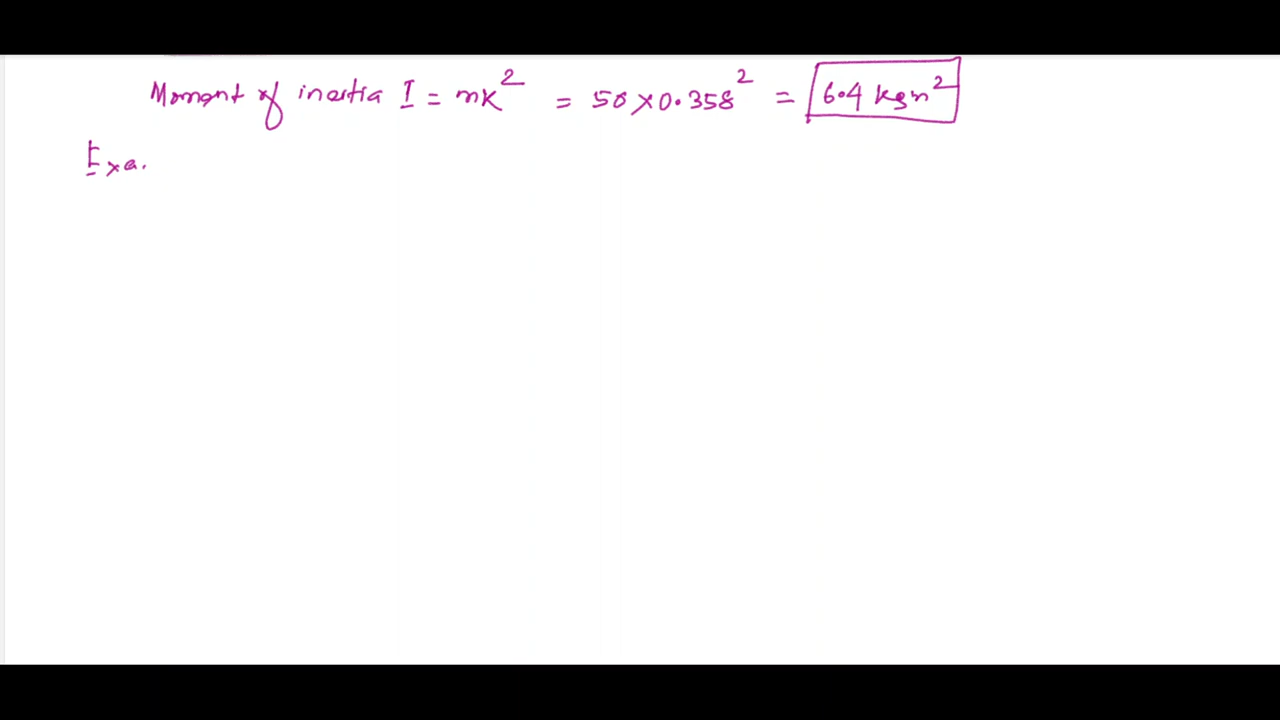 Moment of inertia I = mk² = 50 × 0.358² = 6.4 kgm²
Exa.